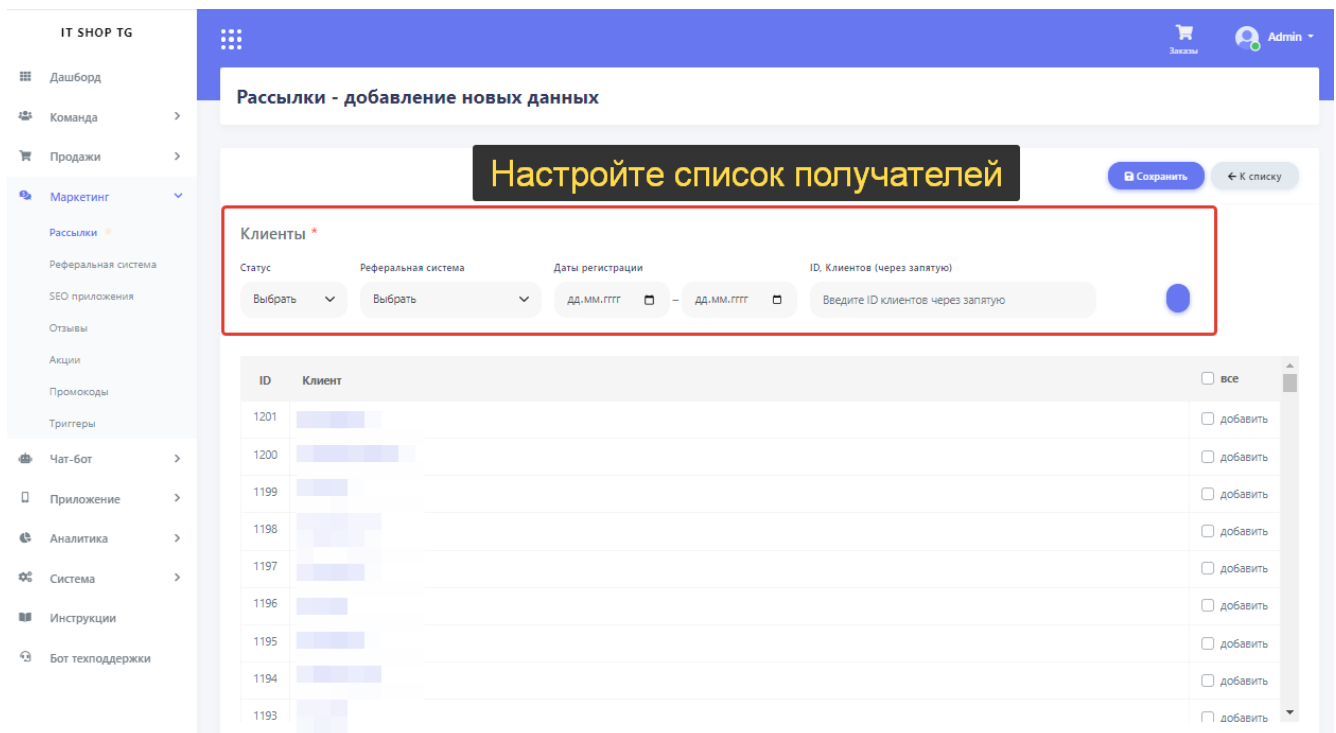 IT SHOP TG
Заказы
Admin
Дашборд
Команда
Продажи
Маркетинг
Рассылки
Реферальная система
SEO приложения
Отзывы
Акции
Промокоды
Триггеры
Чат-бот
Приложение
Аналитика
Система
Инструкции
Бот техподдержки
Рассылки - добавление новых данных
Настройте список получателей
Сохранить
← К списку
Клиенты *
Статус Реферальная система Даты регистрации ID, Клиентов (через запятую)
Выбрать Выбрать дд.мм.гггг – дд.мм.гггг Введите ID клиентов через запятую
ID Клиент все
1201 добавить
1200 добавить
1199 добавить
1198 добавить
1197 добавить
1196 добавить
1195 добавить
1194 добавить
1193 добавить